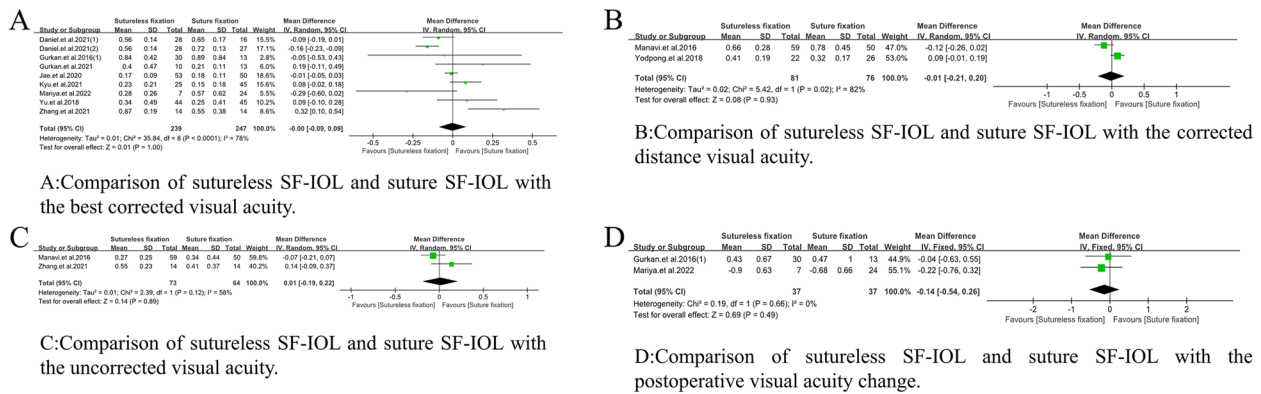 A
Sutureless fixation Suture fixation Mean Difference Mean Difference
Study or Subgroup Mean SD Total Mean SD Total Weight IV. Random. 95% CI IV. Random. 95% CI
Daniel.et al.2021(1) 0.56 0.14 28 0.65 0.17 16 15.5% -0.09 [-0.19, 0.01]
Daniel.et al.2021(2) 0.56 0.14 28 0.72 0.13 27 17.1% -0.16 [-0.23, -0.09]
Gurkan.et al.2016(1) 0.84 0.42 30 0.89 0.84 13 3.3% -0.05 [-0.53, 0.43]
Gurkan.et al.2021 0.4 0.47 10 0.21 0.11 13 6.5% 0.19 [-0.11, 0.49]
Jae.et al.2020 0.17 0.09 53 0.18 0.11 50 18.5% -0.01 [-0.05, 0.03]
Kyu.et al.2021 0.23 0.21 25 0.15 0.18 45 15.3% 0.08 [-0.02, 0.18]
Mariya.et al.2022 0.28 0.26 7 0.57 0.62 24 6.2% -0.29 [-0.60, 0.02]
Yu.et al.2018 0.34 0.49 44 0.25 0.41 45 10.5% 0.09 [-0.10, 0.28]
Zhang.et al.2021 0.87 0.19 14 0.55 0.38 14 9.2% 0.32 [0.10, 0.54]
Total (95% CI) 239 247 100.0% -0.00 [-0.09, 0.09]
Heterogeneity: Tau² = 0.01; Chi² = 35.84, df = 8 (P < 0.0001); I² = 78%
Test for overall effect: Z = 0.01 (P = 1.00)
-0.5 -0.25 0 0.25 0.5
Favours [Sutureless fixation] Favours [Suture fixation]
A:Comparison of sutureless SF-IOL and suture SF-IOL with
the best corrected visual acuity.
B
Sutureless fixation Suture fixation Mean Difference Mean Difference
Study or Subgroup Mean SD Total Mean SD Total Weight IV. Random. 95% CI IV. Random. 95% CI
Manavi.et al.2016 0.66 0.28 59 0.78 0.45 50 47.0% -0.12 [-0.26, 0.02]
Yodpong.et al.2018 0.41 0.19 22 0.32 0.17 26 53.0% 0.09 [-0.01, 0.19]
Total (95% CI) 81 76 100.0% -0.01 [-0.21, 0.20]
Heterogeneity: Tau² = 0.02; Chi² = 5.42, df = 1 (P = 0.02); I² = 82%
Test for overall effect: Z = 0.08 (P = 0.93)
-1 -0.5 0 0.5 1
Favours [Sutureless fixation] Favours [Suture fixation]
B:Comparison of sutureless SF-IOL and suture SF-IOL with the corrected
distance visual acuity.
C
Sutureless fixation Suture fixation Mean Difference Mean Difference
Study or Subgroup Mean SD Total Mean SD Total Weight IV. Random. 95% CI IV. Random. 95% CI
Manavi.et al.2016 0.27 0.25 59 0.34 0.44 50 59.8% -0.07 [-0.21, 0.07]
Zhang.et al.2021 0.55 0.23 14 0.41 0.37 14 40.2% 0.14 [-0.09, 0.37]
Total (95% CI) 73 64 100.0% 0.01 [-0.19, 0.22]
Heterogeneity: Tau² = 0.01; Chi² = 2.39, df = 1 (P = 0.12); I² = 58%
Test for overall effect: Z = 0.14 (P = 0.89)
-1 -0.5 0 0.5 1
Favours [Sutureless fixation] Favours [Suture fixation]
C:Comparison of sutureless SF-IOL and suture SF-IOL with
the uncorrected visual acuity.
D
Sutureless fixation Suture fixation Mean Difference Mean Difference
Study or Subgroup Mean SD Total Mean SD Total Weight IV. Fixed. 95% CI IV. Fixed. 95% CI
Gurkan.et al.2016(1) 0.43 0.67 30 0.47 1 13 44.9% -0.04 [-0.63, 0.55]
Mariya.et al.2022 -0.9 0.63 7 -0.68 0.66 24 55.1% -0.22 [-0.76, 0.32]
Total (95% CI) 37 37 100.0% -0.14 [-0.54, 0.26]
Heterogeneity: Chi² = 0.19, df = 1 (P = 0.66); I² = 0%
Test for overall effect: Z = 0.69 (P = 0.49)
-2 -1 0 1 2
Favours [Sutureless fixation] Favours [Suture fixation]
D:Comparison of sutureless SF-IOL and suture SF-IOL with the
postoperative visual acuity change.